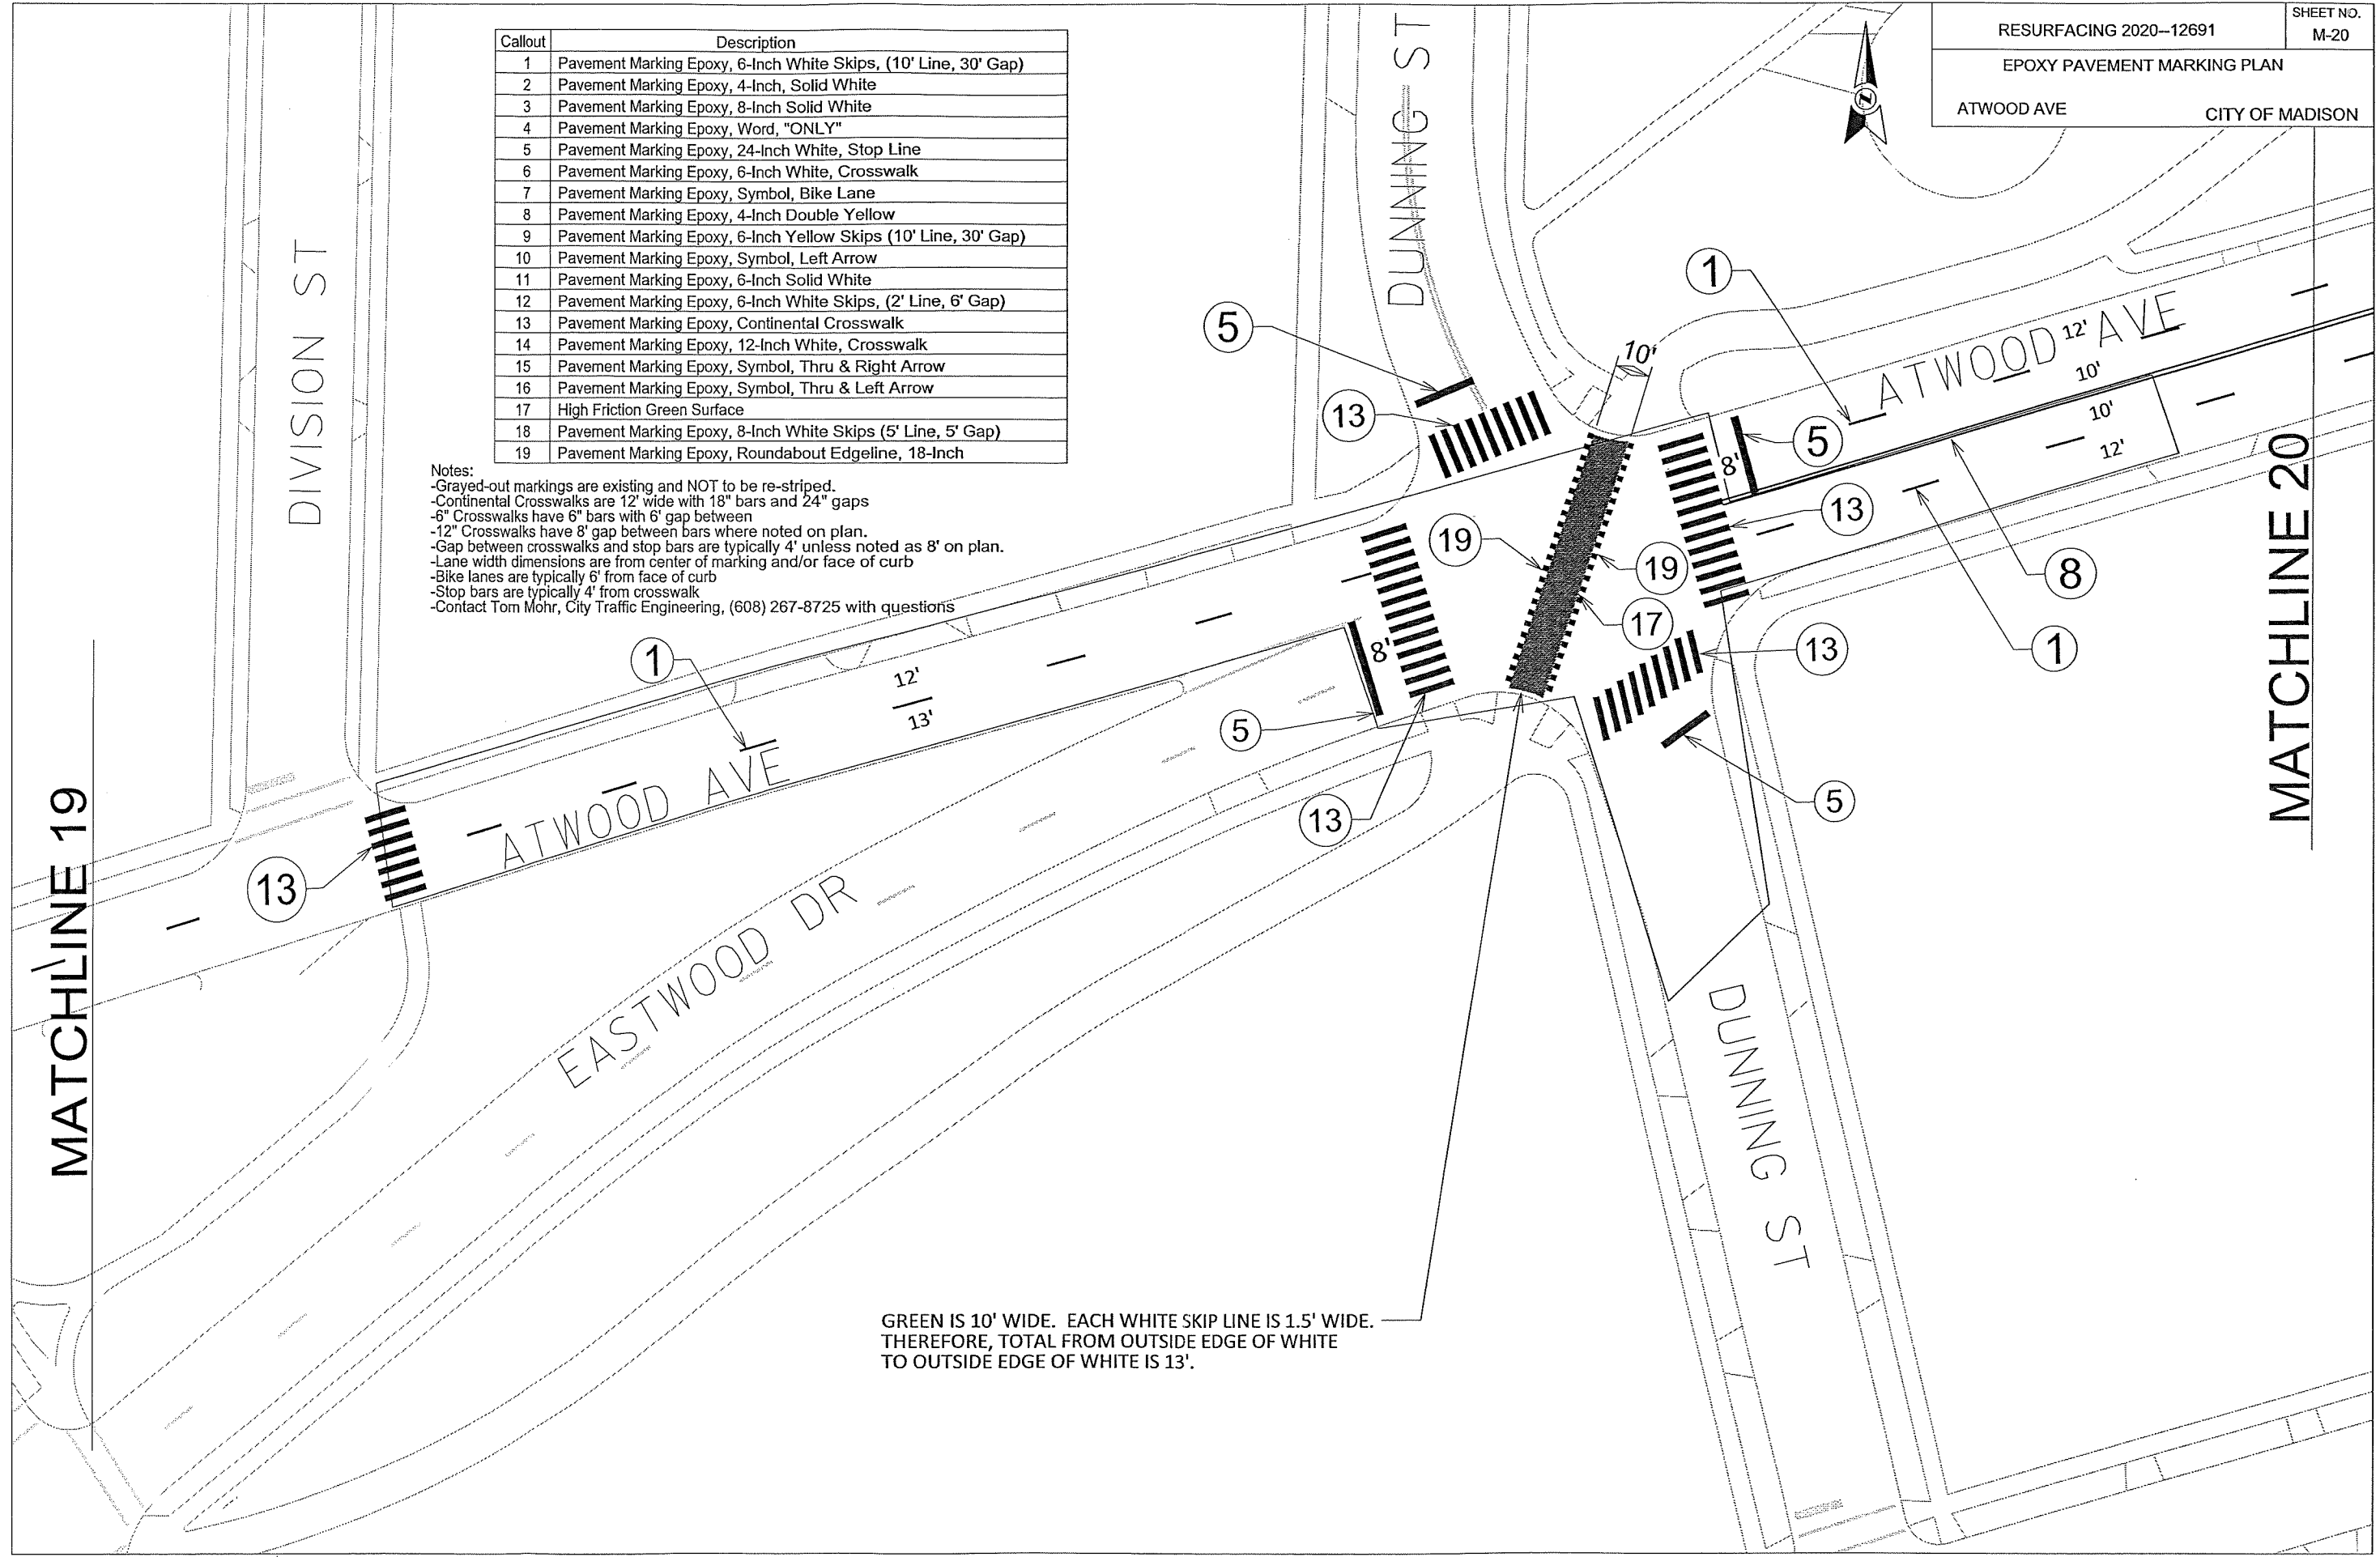 RESURFACING 2020--12691
SHEET NO.
M-20
EPOXY PAVEMENT MARKING PLAN
ATWOOD AVE CITY OF MADISON
Callout Description
1 Pavement Marking Epoxy, 6-Inch White Skips, (10' Line, 30' Gap)
2 Pavement Marking Epoxy, 4-Inch, Solid White
3 Pavement Marking Epoxy, 8-Inch Solid White
4 Pavement Marking Epoxy, Word, "ONLY"
5 Pavement Marking Epoxy, 24-Inch White, Stop Line
6 Pavement Marking Epoxy, 6-Inch White, Crosswalk
7 Pavement Marking Epoxy, Symbol, Bike Lane
8 Pavement Marking Epoxy, 4-Inch Double Yellow
9 Pavement Marking Epoxy, 6-Inch Yellow Skips (10' Line, 30' Gap)
10 Pavement Marking Epoxy, Symbol, Left Arrow
11 Pavement Marking Epoxy, 6-Inch Solid White
12 Pavement Marking Epoxy, 6-Inch White Skips, (2' Line, 6' Gap)
13 Pavement Marking Epoxy, Continental Crosswalk
14 Pavement Marking Epoxy, 12-Inch White, Crosswalk
15 Pavement Marking Epoxy, Symbol, Thru & Right Arrow
16 Pavement Marking Epoxy, Symbol, Thru & Left Arrow
17 High Friction Green Surface
18 Pavement Marking Epoxy, 8-Inch White Skips (5' Line, 5' Gap)
19 Pavement Marking Epoxy, Roundabout Edgeline, 18-Inch
Notes:
-Grayed-out markings are existing and NOT to be re-striped.
-Continental Crosswalks are 12' wide with 18" bars and 24" gaps
-6" Crosswalks have 6" bars with 6' gap between
-12" Crosswalks have 8' gap between bars where noted on plan.
-Gap between crosswalks and stop bars are typically 4' unless noted as 8' on plan.
-Lane width dimensions are from center of marking and/or face of curb
-Bike lanes are typically 6' from face of curb
-Stop bars are typically 4' from crosswalk
-Contact Tom Mohr, City Traffic Engineering, (608) 267-8725 with questions
DIVISION ST
DUNNING ST
N
1
5
10'
ATWOOD AVE
12'
10'
10'
12'
13
5
8'
13
19
19
8
17
13
1
1
12'
13'
8'
5
5
13
ATWOOD AVE
13
EASTWOOD DR
DUNNING ST
MATCHLINE 19
MATCHLINE 20
GREEN IS 10' WIDE. EACH WHITE SKIP LINE IS 1.5' WIDE.
THEREFORE, TOTAL FROM OUTSIDE EDGE OF WHITE
TO OUTSIDE EDGE OF WHITE IS 13'.